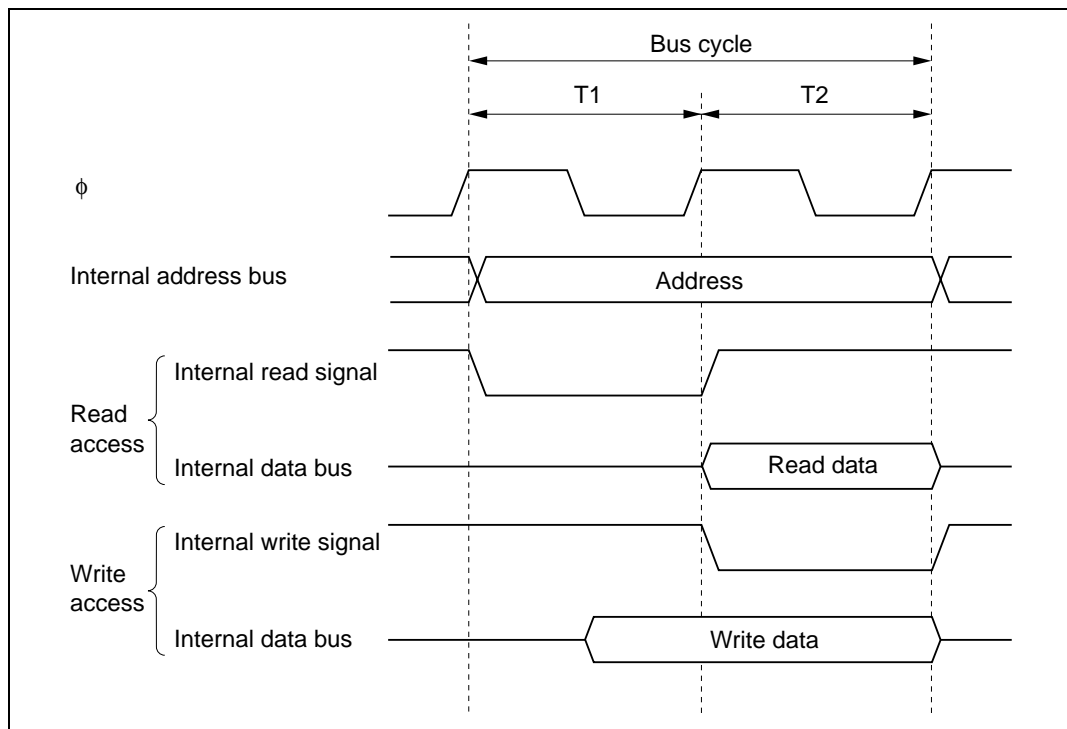 Bus cycle
T1
T2
ϕ
Internal address bus
Address
Read
access
Internal read signal
Internal data bus
Read data
Write
access
Internal write signal
Internal data bus
Write data